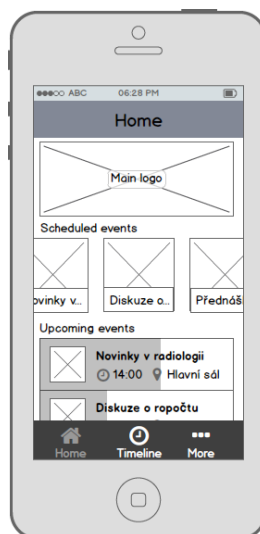 ABC 06:28 PM
Home
Main logo
Scheduled events
ovinky v... Diskuze o... Přednáš
Upcoming events
Novinky v radiologii
14:00 Hlavní sál
Diskuze o ropočtu
Home Timeline More